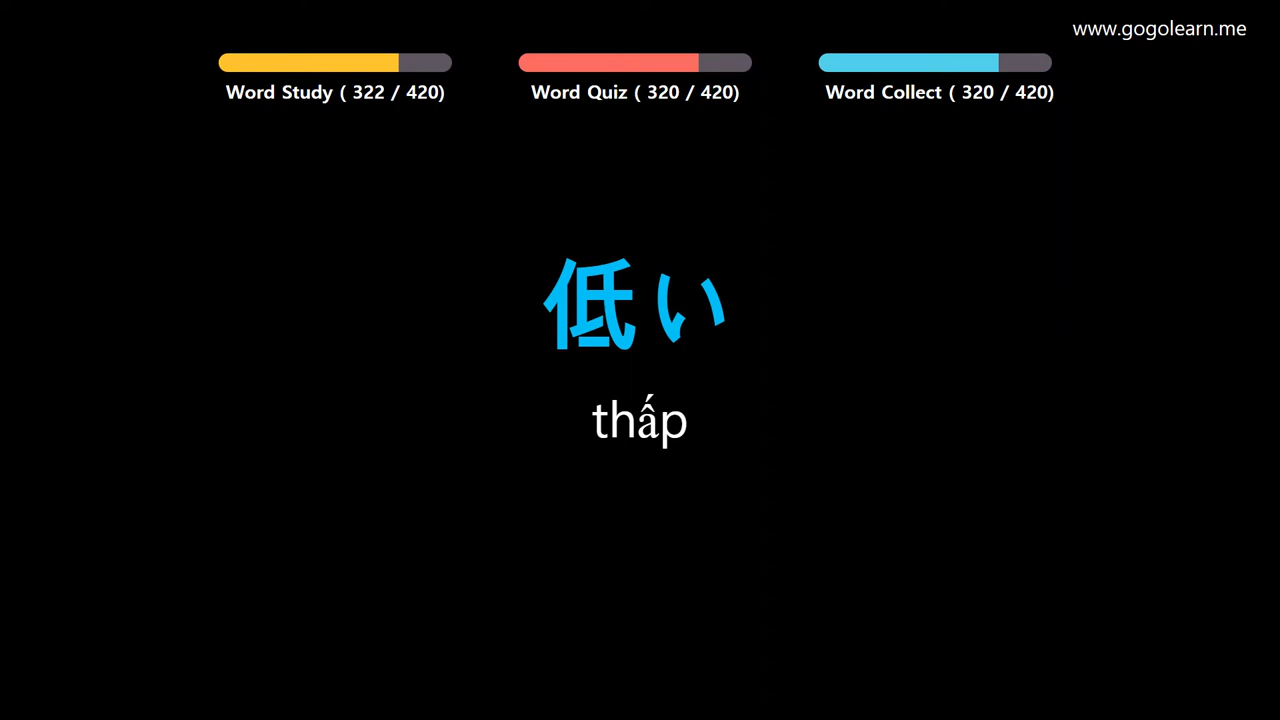 www.gogolearn.me
Word Study ( 322 / 420)
Word Quiz ( 320 / 420)
Word Collect ( 320 / 420)
低い
thấp